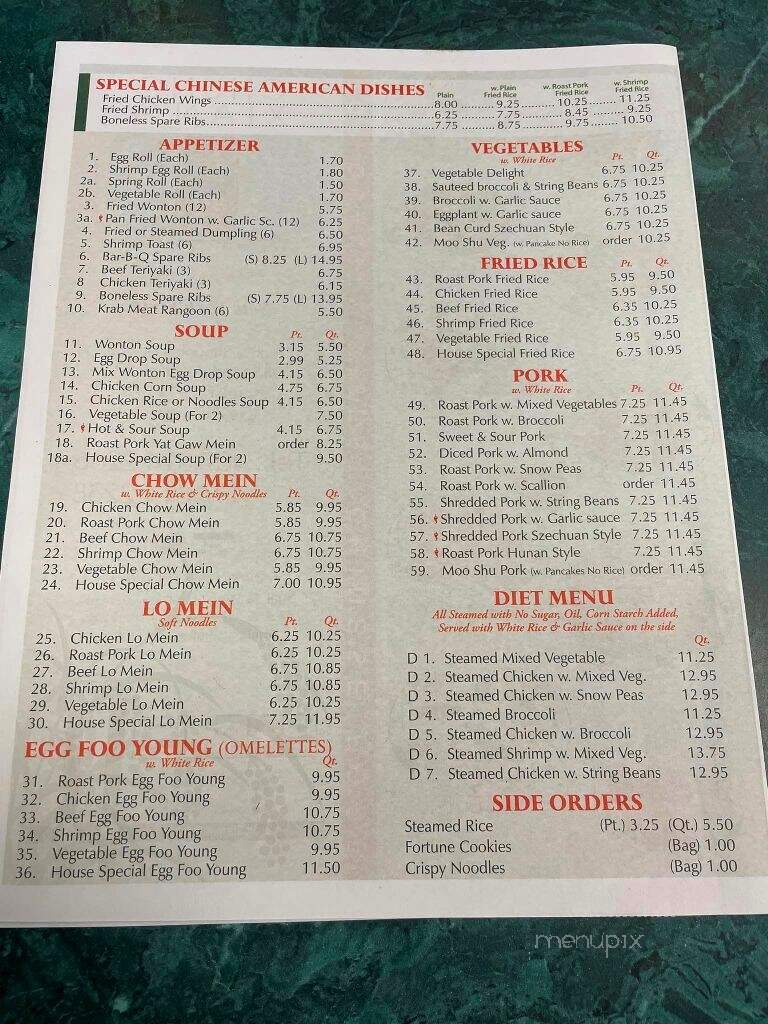 SPECIAL CHINESE AMERICAN DISHES Plain w. Plain Fried Rice w. Roast Pork Fried Rice w. Shrimp Fried Rice
Fried Chicken Wings 8.00 9.25 10.25 11.25
Fried Shrimp 6.25 7.75 8.45 9.25
Boneless Spare Ribs 7.75 8.75 9.75 10.50
APPETIZER
1. Egg Roll (Each) 1.70
2. Shrimp Egg Roll (Each) 1.80
2a. Spring Roll (Each) 1.50
2b. Vegetable Roll (Each) 1.70
3. Fried Wonton (12) 5.75
3a. Pan Fried Wonton w. Garlic Sc. (12) 6.25
4. Fried or Steamed Dumpling (6) 6.50
5. Shrimp Toast (6) 6.95
6. Bar-B-Q Spare Ribs (S) 8.25 (L) 14.95
7. Beef Teriyaki (3) 6.75
8 Chicken Teriyaki (3) 6.15
9. Boneless Spare Ribs (S) 7.75 (L) 13.95
10. Krab Meat Rangoon (6) 5.50
SOUP Pt. Qt.
11. Wonton Soup 3.15 5.50
12. Egg Drop Soup 2.99 5.25
13. Mix Wonton Egg Drop Soup 4.15 6.50
14. Chicken Corn Soup 4.75 6.75
15. Chicken Rice or Noodles Soup 4.15 6.50
16. Vegetable Soup (For 2) 7.50
17. Hot & Sour Soup 4.15 6.75
18. Roast Pork Yat Gaw Mein order 8.25
18a. House Special Soup (For 2) 9.50
CHOW MEIN
w. White Rice & Crispy Noodles Pt. Qt.
19. Chicken Chow Mein 5.85 9.95
20. Roast Pork Chow Mein 5.85 9.95
21. Beef Chow Mein 6.75 10.75
22. Shrimp Chow Mein 6.75 10.75
23. Vegetable Chow Mein 5.85 9.95
24. House Special Chow Mein 7.00 10.95
LO MEIN
Soft Noodles Pt. Qt.
25. Chicken Lo Mein 6.25 10.25
26. Roast Pork Lo Mein 6.25 10.25
27. Beef Lo Mein 6.75 10.85
28. Shrimp Lo Mein 6.75 10.85
29. Vegetable Lo Mein 6.25 10.25
30. House Special Lo Mein 7.25 11.95
EGG FOO YOUNG (OMELETTES)
w. White Rice Qt.
31. Roast Pork Egg Foo Young 9.95
32. Chicken Egg Foo Young 9.95
33. Beef Egg Foo Young 10.75
34. Shrimp Egg Foo Young 10.75
35. Vegetable Egg Foo Young 9.95
36. House Special Egg Foo Young 11.50
VEGETABLES
w. White Rice Pt. Qt.
37. Vegetable Delight 6.75 10.25
38. Sauteed broccoli & String Beans 6.75 10.25
39. Broccoli w. Garlic Sauce 6.75 10.25
40. Eggplant w. Garlic sauce 6.75 10.25
41. Bean Curd Szechuan Style 6.75 10.25
42. Moo Shu Veg. (w. Pancake No Rice) order 10.25
FRIED RICE Pt. Qt.
43. Roast Pork Fried Rice 5.95 9.50
44. Chicken Fried Rice 5.95 9.50
45. Beef Fried Rice 6.35 10.25
46. Shrimp Fried Rice 6.35 10.25
47. Vegetable Fried Rice 5.95 9.50
48. House Special Fried Rice 6.75 10.95
PORK
w. White Rice Pt. Qt.
49. Roast Pork w. Mixed Vegetables 7.25 11.45
50. Roast Pork w. Broccoli 7.25 11.45
51. Sweet & Sour Pork 7.25 11.45
52. Diced Pork w. Almond 7.25 11.45
53. Roast Pork w. Snow Peas 7.25 11.45
54. Roast Pork w. Scallion order 11.45
55. Shredded Pork w. String Beans 7.25 11.45
56. Shredded Pork w. Garlic sauce 7.25 11.45
57. Shredded Pork Szechuan Style 7.25 11.45
58. Roast Pork Hunan Style 7.25 11.45
59. Moo Shu Pork (w. Pancakes No Rice) order 11.45
DIET MENU
All Steamed with No Sugar, Oil, Corn Starch Added,
Served with White Rice & Garlic Sauce on the side
Qt.
D 1. Steamed Mixed Vegetable 11.25
D 2. Steamed Chicken w. Mixed Veg. 12.95
D 3. Steamed Chicken w. Snow Peas 12.95
D 4. Steamed Broccoli 11.25
D 5. Steamed Chicken w. Broccoli 12.95
D 6. Steamed Shrimp w. Mixed Veg. 13.75
D 7. Steamed Chicken w. String Beans 12.95
SIDE ORDERS
Steamed Rice (Pt.) 3.25 (Qt.) 5.50
Fortune Cookies (Bag) 1.00
Crispy Noodles (Bag) 1.00
menupix